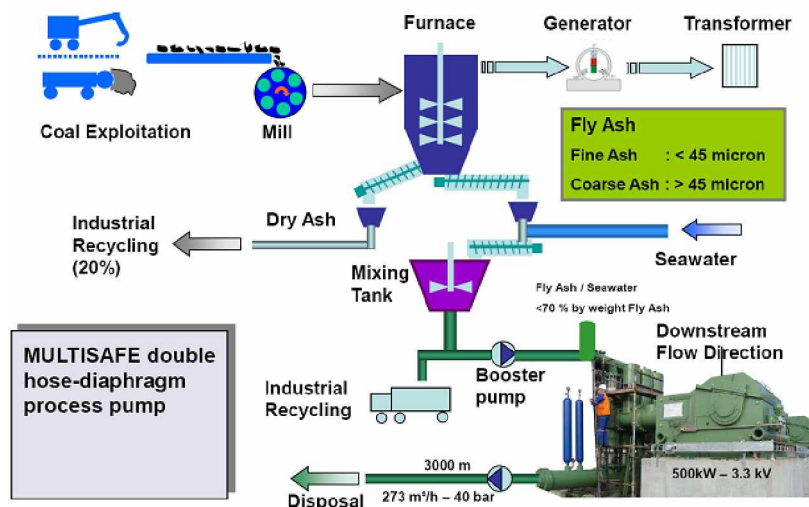 Furnace
Generator
Transformer
Coal Exploitation
Mill
Fly Ash
Fine Ash : < 45 micron
Coarse Ash : > 45 micron
Industrial
Recycling
(20%)
Dry Ash
Seawater
Mixing
Tank
Fly Ash / Seawater
<70 % by weight Fly Ash
MULTISAFE double
hose-diaphragm
process pump
Downstream
Flow Direction
Industrial
Recycling
Booster
pump
3000 m
273 m³/h – 40 bar
Disposal
500kW – 3.3 kV